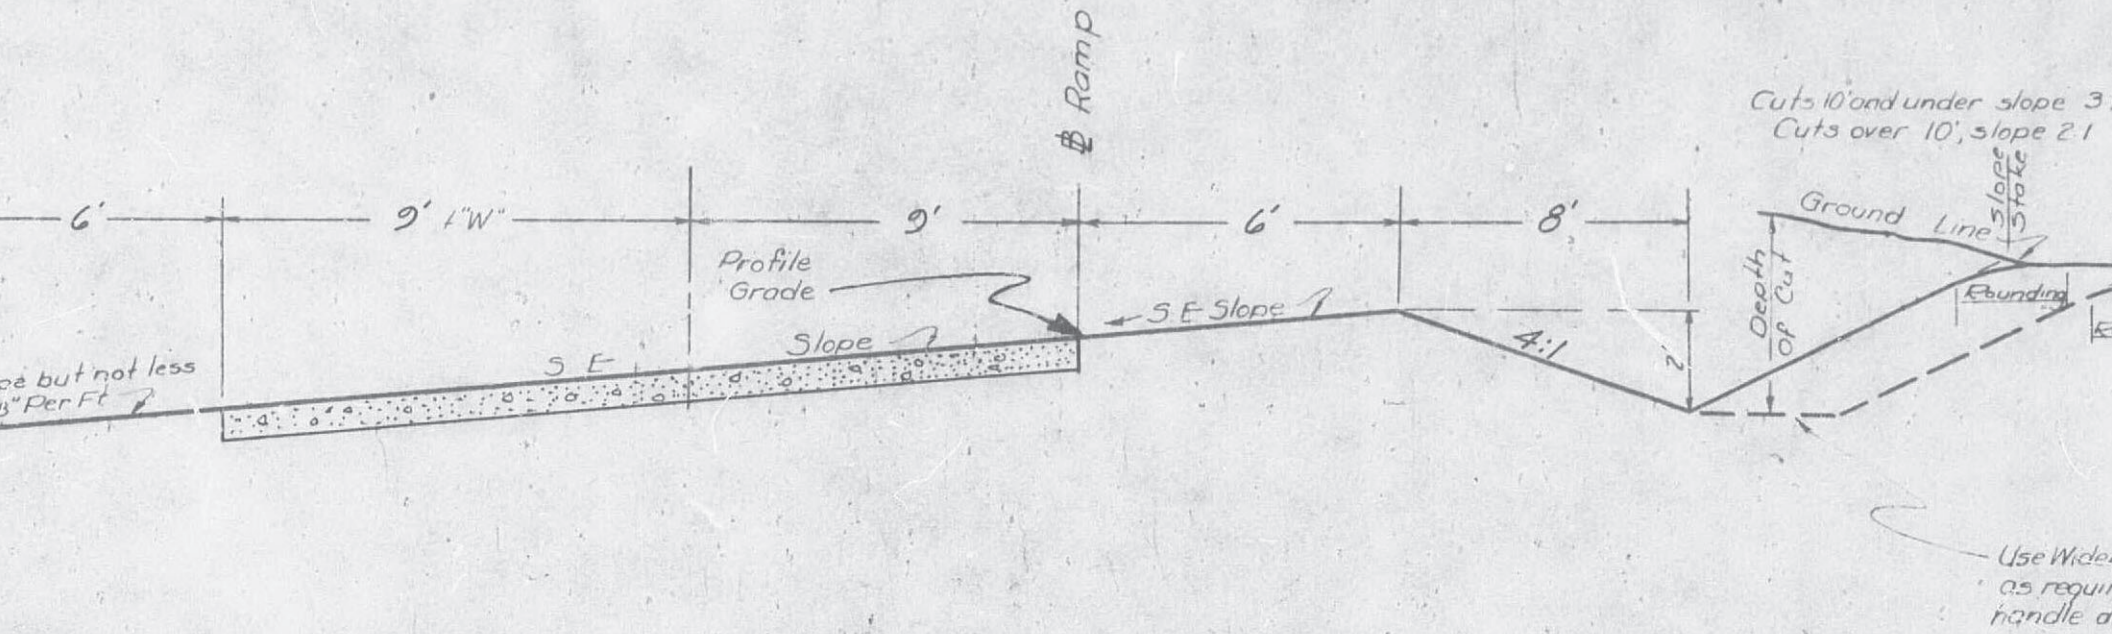 ℄ Ramp
Cuts 10' and under slope 3:
Cuts over 10', slope 2:1
Slope
Stake
6'
9' + "W"
9'
6'
8'
Ground Line
Profile
Grade
S.E. Slope
Rounding
Depth
of Cut
4:1
2'
S E Slope
but not less
Per Ft
Use
as
handle